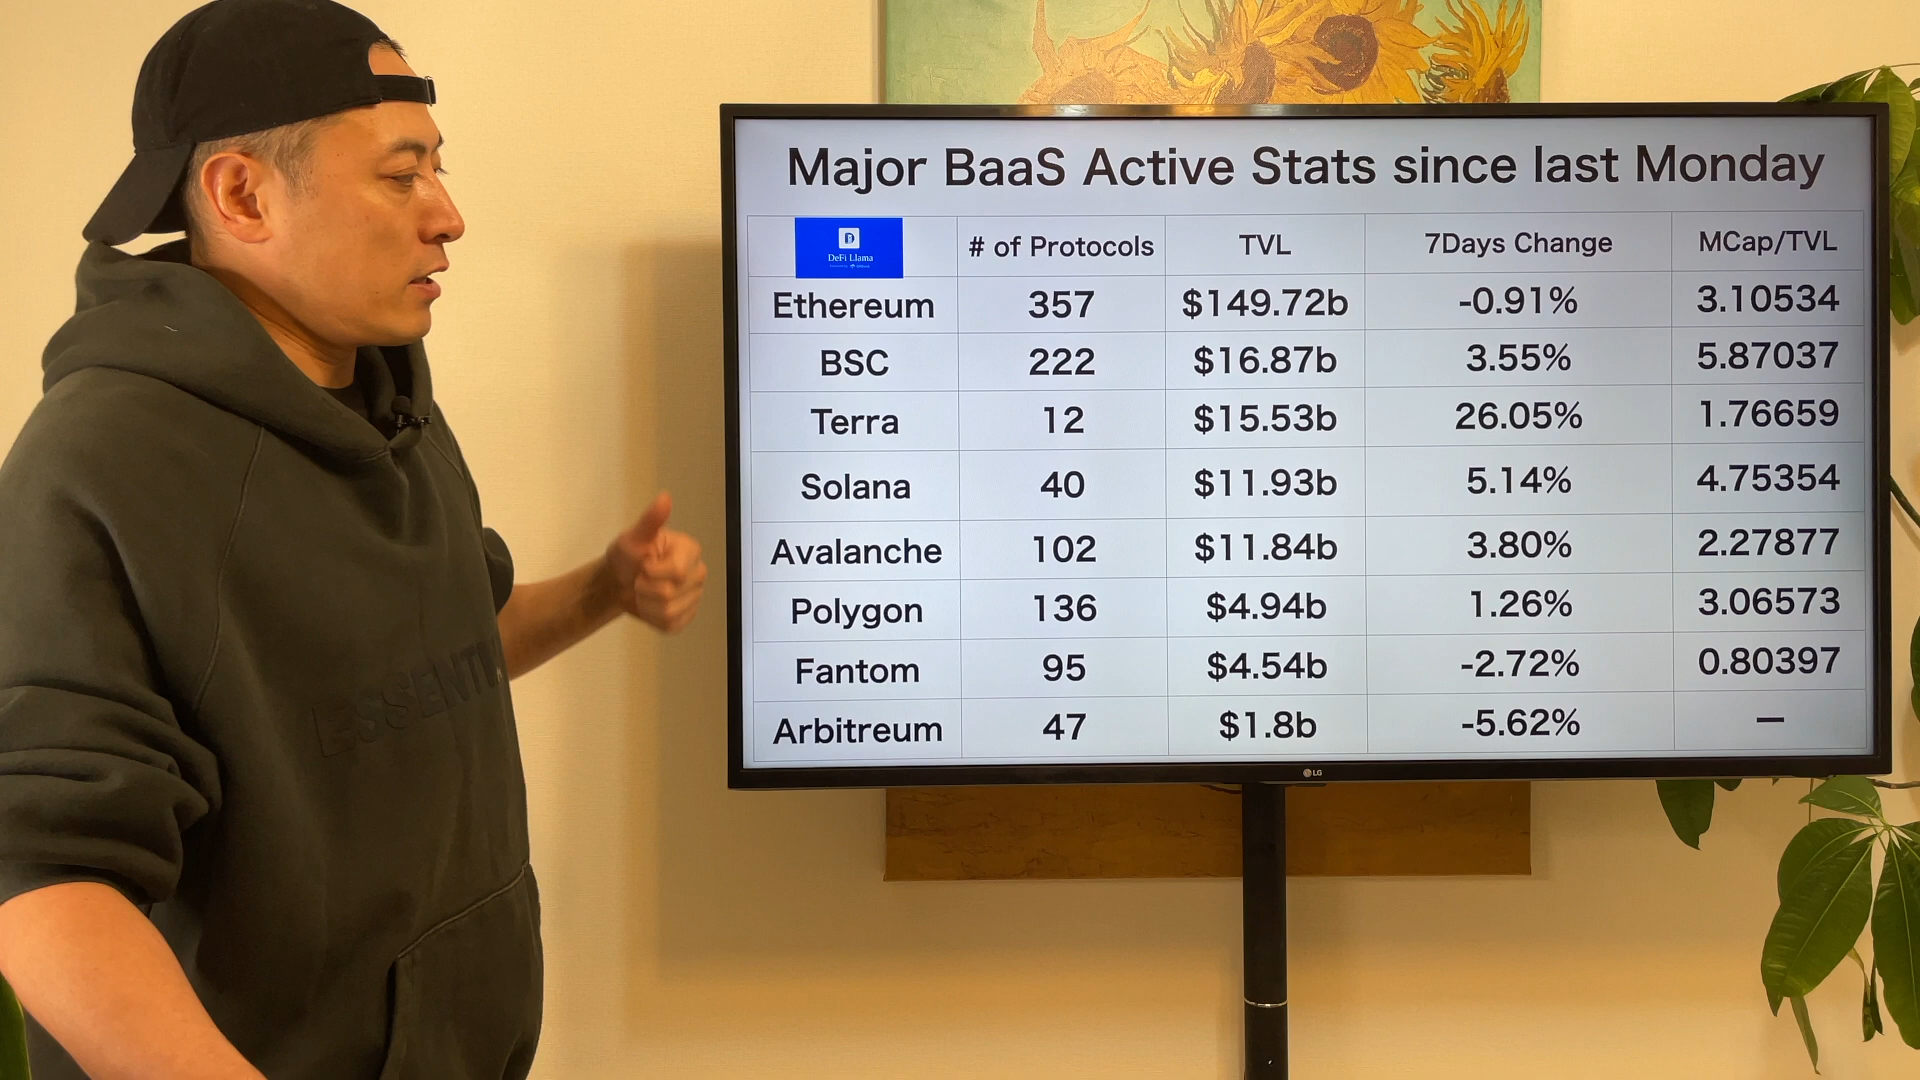 Major BaaS Active Stats since last Monday
DeFi Llama # of Protocols TVL 7Days Change MCap/TVL
Ethereum 357 $149.72b -0.91% 3.10534
BSC 222 $16.87b 3.55% 5.87037
Terra 12 $15.53b 26.05% 1.76659
Solana 40 $11.93b 5.14% 4.75354
Avalanche 102 $11.84b 3.80% 2.27877
Polygon 136 $4.94b 1.26% 3.06573
Fantom 95 $4.54b -2.72% 0.80397
Arbitreum 47 $1.8b -5.62% —
LG